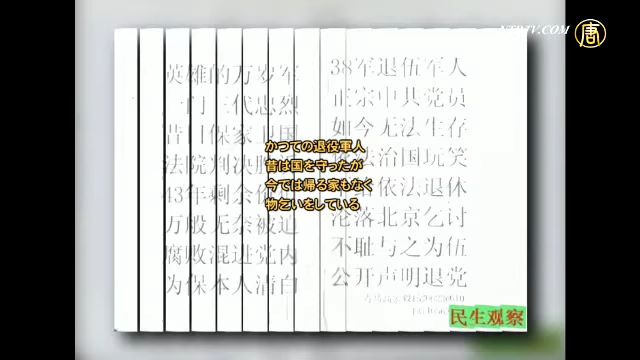 NTDTV.COM
唐
英雄的万岁军
一门三代忠烈
昔日保家卫国
法院判决胜
43年剩余价
万般无奈被迫
腐败混进党内
为保本人清白
38军退伍军人
正宗中共党员
如今无法生存
依法治国玩笑
给依法退休
沦落北京乞讨
不耻与之为伍
公开声明退党
かつての退役軍人
昔は国を守ったが
今では帰る家もなく
物乞いをしている
民生观察